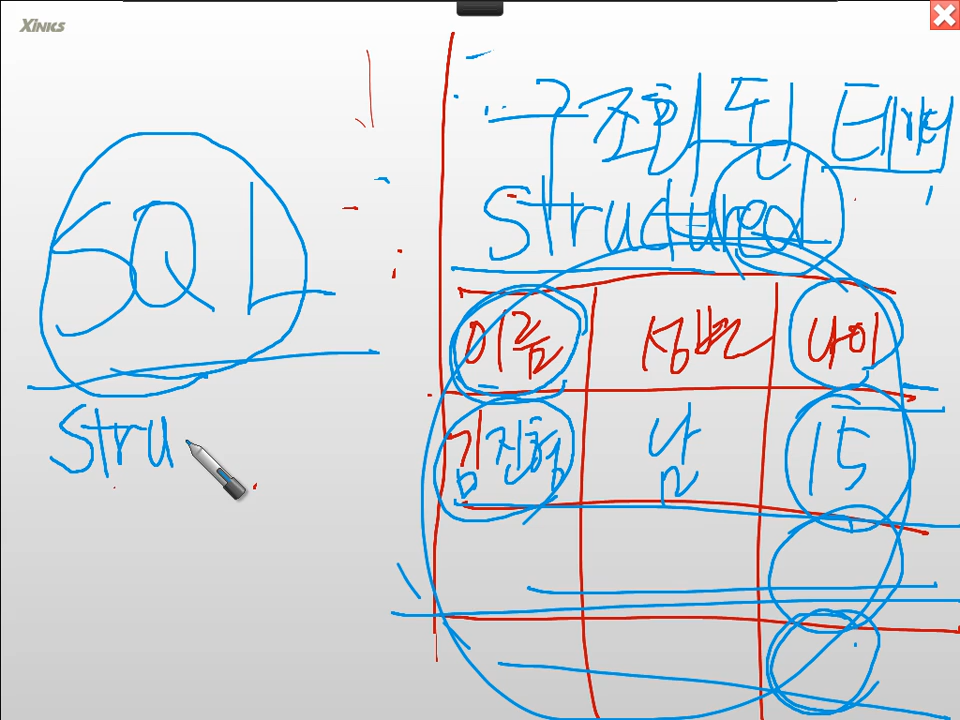 XINKS
구조화된 데이터
Structured
SQL
이름 성별 나이
김진형 남 15
Stru